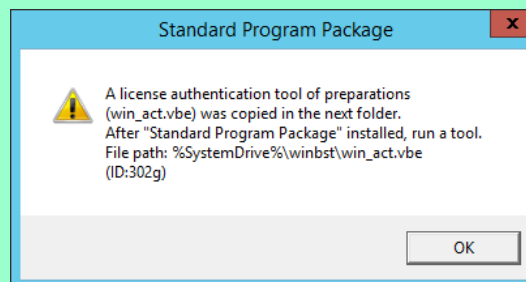 Standard Program Package
x
A license authentication tool of preparations
(win_act.vbe) was copied in the next folder.
After "Standard Program Package" installed, run a tool.
File path: %SystemDrive%\winbst\win_act.vbe
(ID:302g)
OK